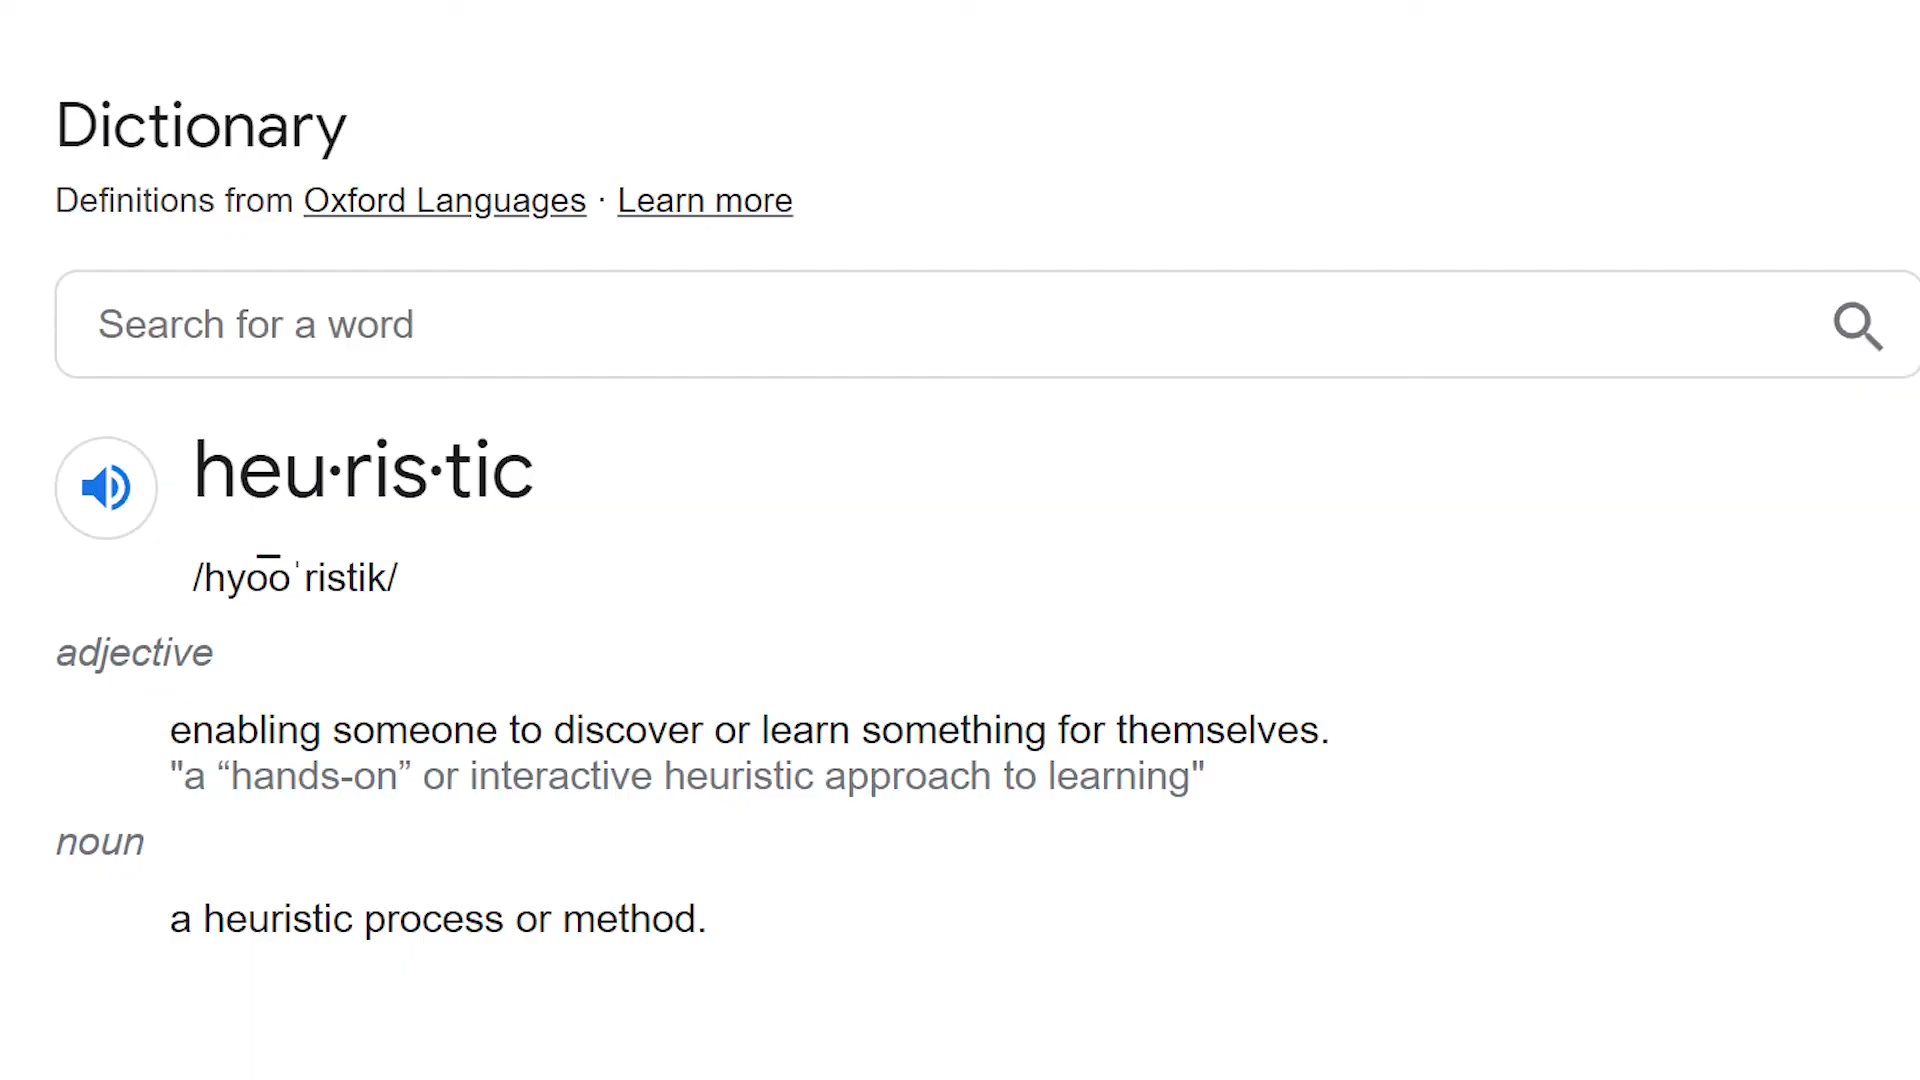 Dictionary
Definitions from Oxford Languages · Learn more
Search for a word
heu·ris·tic
/hyo͞oˈristik/
adjective
enabling someone to discover or learn something for themselves.
"a “hands-on” or interactive heuristic approach to learning"
noun
a heuristic process or method.